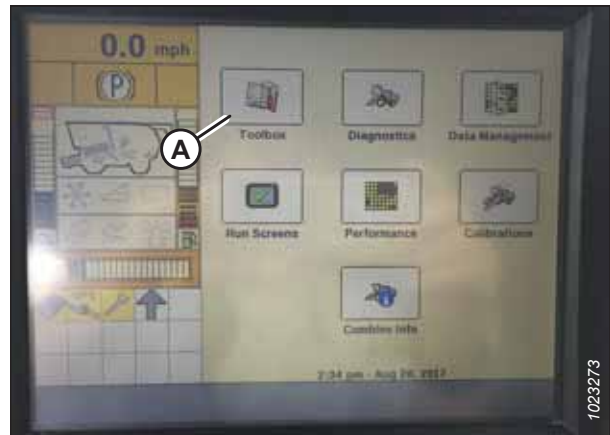 0.0 mph
(P)
A
Toolbox
Diagnostics
Data Management
Run Screens
Performance
Calibrations
Combine Info
2:34 pm - Aug 24, 2017
1023273